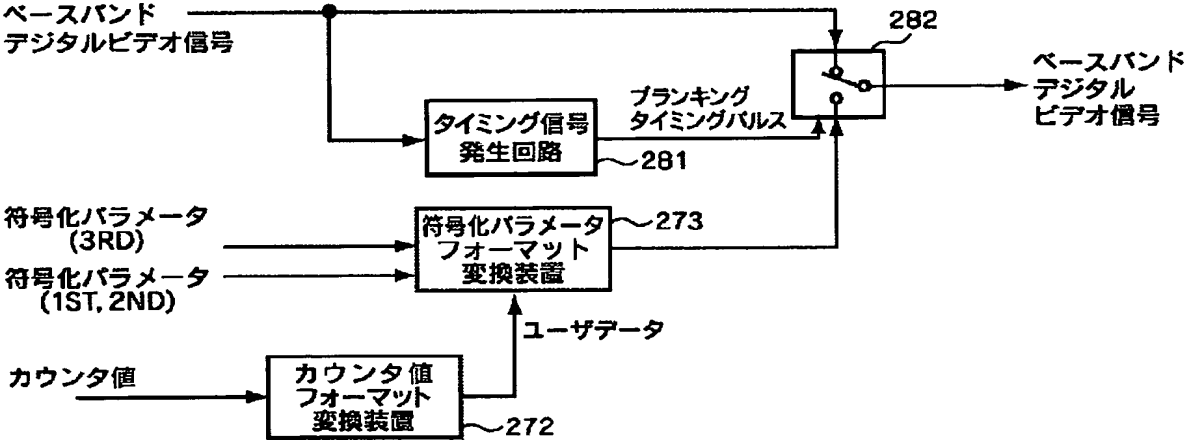 ベースバンド
デジタルビデオ信号
282
ベースバンド
デジタル
ビデオ信号
ブランキング
タイミングパルス
タイミング信号
発生回路
281
符号化パラメータ
(3RD)
符号化パラメータ
(1ST, 2ND)
符号化パラメータ
フォーマット
変換装置
273
ユーザデータ
カウンタ値
カウンタ値
フォーマット
変換装置
272